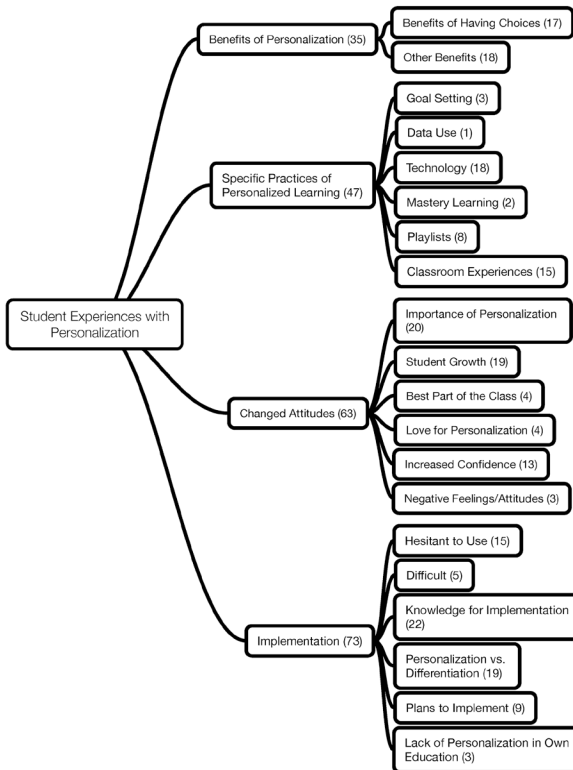 Student Experiences with
Personalization
Benefits of Personalization (35)
Benefits of Having Choices (17)
Other Benefits (18)
Specific Practices of
Personalized Learning (47)
Goal Setting (3)
Data Use (1)
Technology (18)
Mastery Learning (2)
Playlists (8)
Classroom Experiences (15)
Changed Attitudes (63)
Importance of Personalization
(20)
Student Growth (19)
Best Part of the Class (4)
Love for Personalization (4)
Increased Confidence (13)
Negative Feelings/Attitudes (3)
Implementation (73)
Hesitant to Use (15)
Difficult (5)
Knowledge for Implementation
(22)
Personalization vs.
Differentiation (19)
Plans to Implement (9)
Lack of Personalization in Own
Education (3)